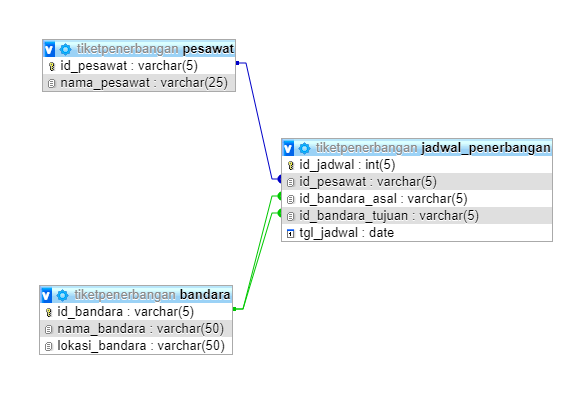 v tiketpenerbangan pesawat
id_pesawat : varchar(5)
nama_pesawat : varchar(25)
v tiketpenerbangan jadwal_penerbangan
id_jadwal : int(5)
id_pesawat : varchar(5)
id_bandara_asal : varchar(5)
id_bandara_tujuan : varchar(5)
tgl_jadwal : date
v tiketpenerbangan bandara
id_bandara : varchar(5)
nama_bandara : varchar(50)
lokasi_bandara : varchar(50)